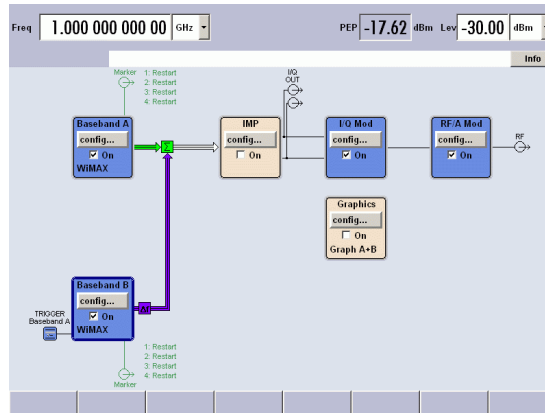 Freq 1.000 000 000 00 GHz PEP -17.62 dBm Lev -30.00 dBm
Info
Marker 1: Restart
2: Restart
3: Restart
4: Restart
I/Q
OUT
Baseband A
config...
On
WiMAX
Σ
IMP
config...
On
I/Q Mod
config...
On
RF/A Mod
config...
On
RF
Graphics
config...
On
Graph A+B
Baseband B
config...
On
WiMAX
Δf
TRIGGER
Baseband A
1: Restart
2: Restart
3: Restart
4: Restart
Marker